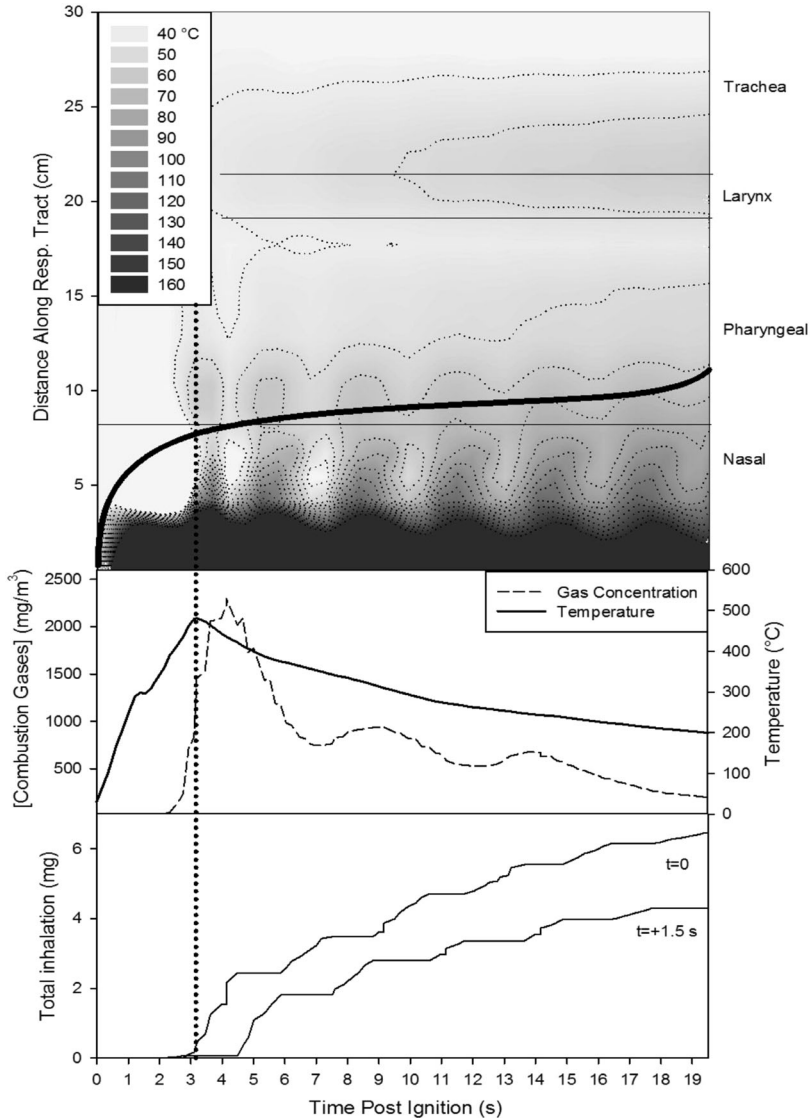 30
25
20
15
10
5
Distance Along Resp. Tract (cm)
40 °C
50
60
70
80
90
100
110
120
130
140
150
160
Trachea
Larynx
Pharyngeal
Nasal
2500
2000
1500
1000
500
[Combustion Gases] (mg/m³)
Gas Concentration
Temperature
600
500
400
300
200
100
0
Temperature (°C)
6
4
2
0
Total inhalation (mg)
t=0
t=+1.5 s
0 1 2 3 4 5 6 7 8 9 10 11 12 13 14 15 16 17 18 19
Time Post Ignition (s)